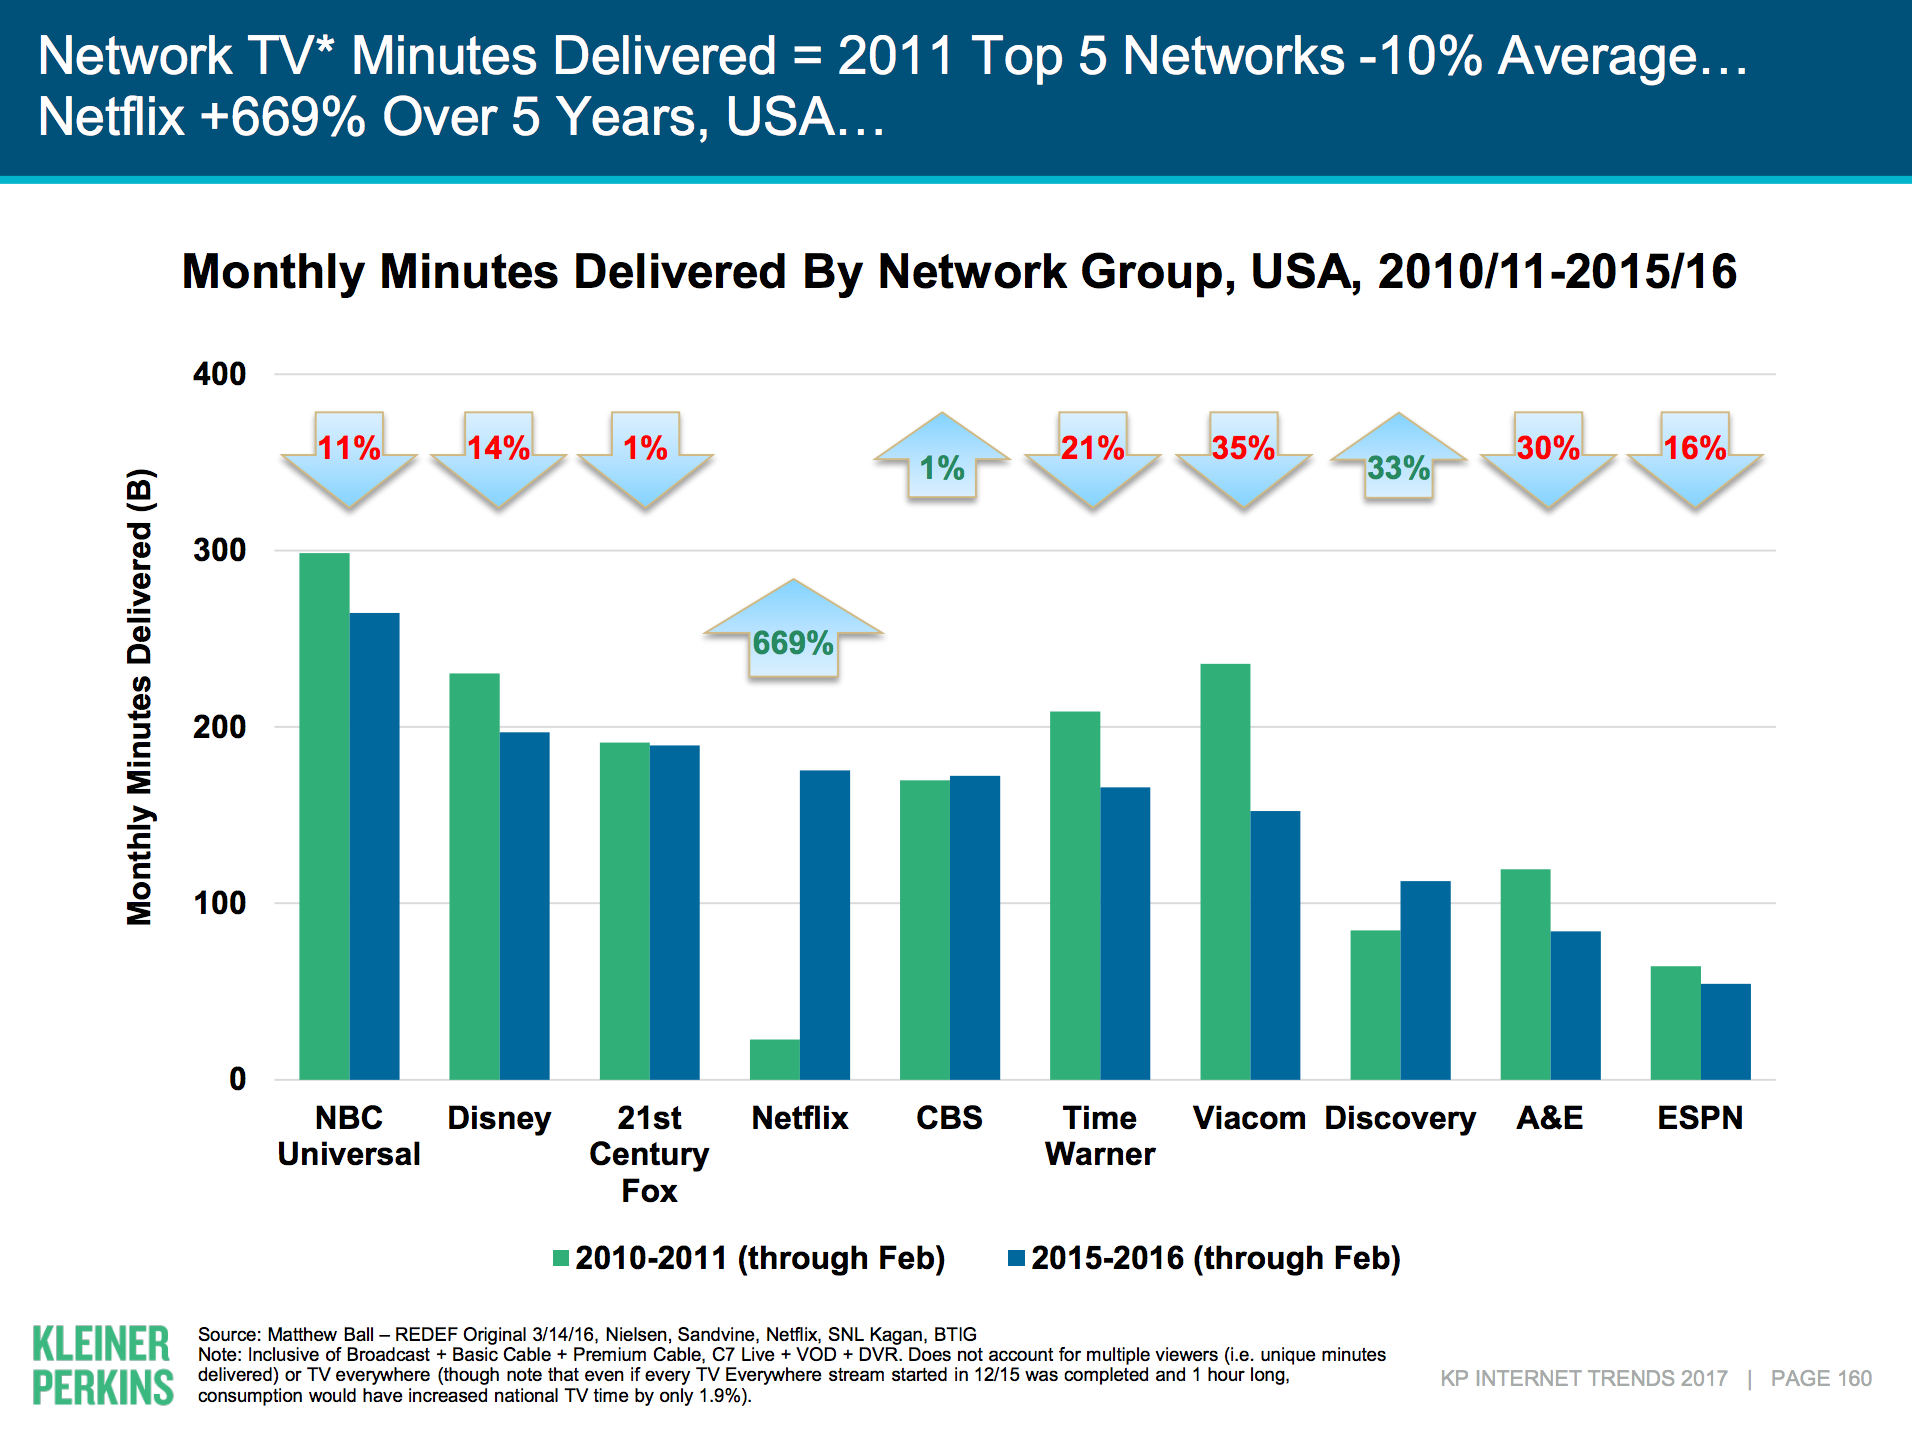 Network TV* Minutes Delivered = 2011 Top 5 Networks -10% Average…
Netflix +669% Over 5 Years, USA…
Monthly Minutes Delivered By Network Group, USA, 2010/11-2015/16
Monthly Minutes Delivered (B)
400
300
200
100
0
11%
14%
1%
669%
1%
21%
35%
33%
30%
16%
NBC
Universal
Disney
21st
Century
Fox
Netflix
CBS
Time
Warner
Viacom
Discovery
A&E
ESPN
2010-2011 (through Feb)
2015-2016 (through Feb)
KLEINER
PERKINS
Source: Matthew Ball – REDEF Original 3/14/16, Nielsen, Sandvine, Netflix, SNL Kagan, BTIG
Note: Inclusive of Broadcast + Basic Cable + Premium Cable, C7 Live + VOD + DVR. Does not account for multiple viewers (i.e. unique minutes
delivered) or TV everywhere (though note that even if every TV Everywhere stream started in 12/15 was completed and 1 hour long,
consumption would have increased national TV time by only 1.9%).
KP INTERNET TRENDS 2017 | PAGE 160